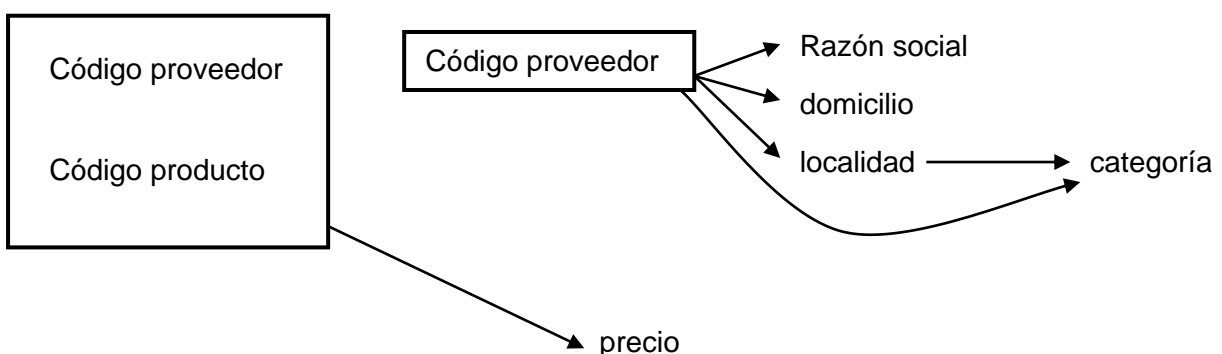 Código proveedor
Código producto
Código proveedor
Razón social
domicilio
localidad
categoría
precio